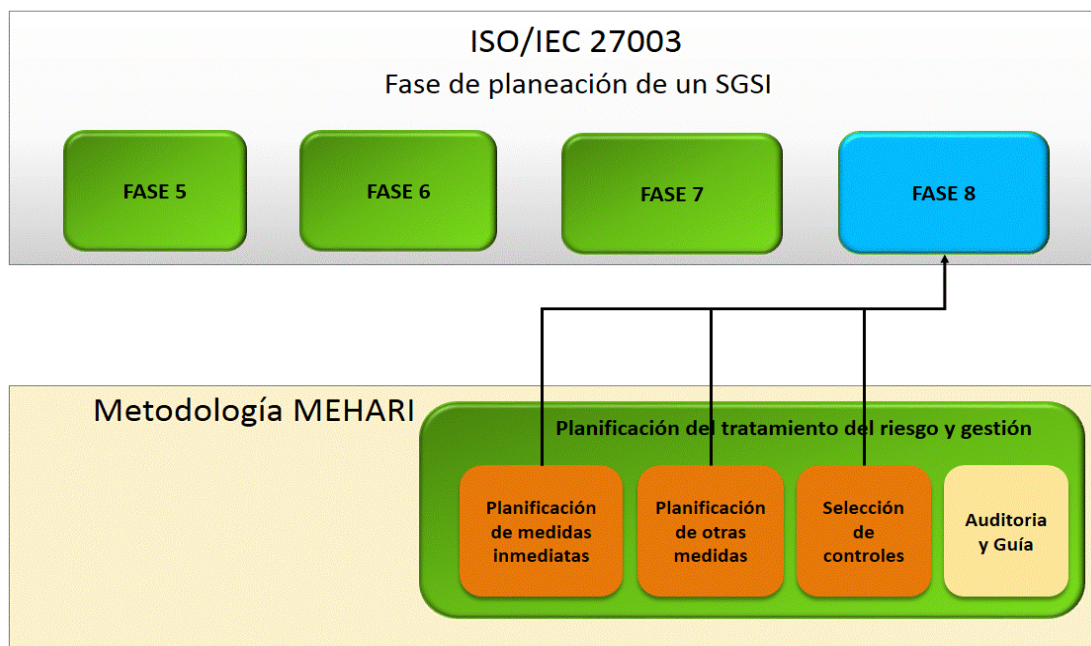 ISO/IEC 27003
Fase de planeación de un SGSI
FASE 5
FASE 6
FASE 7
FASE 8
Metodología MEHARI
Planificación del tratamiento del riesgo y gestión
Planificación
de medidas
inmediatas
Planificación
de otras
medidas
Selección
de
controles
Auditoria
y Guía